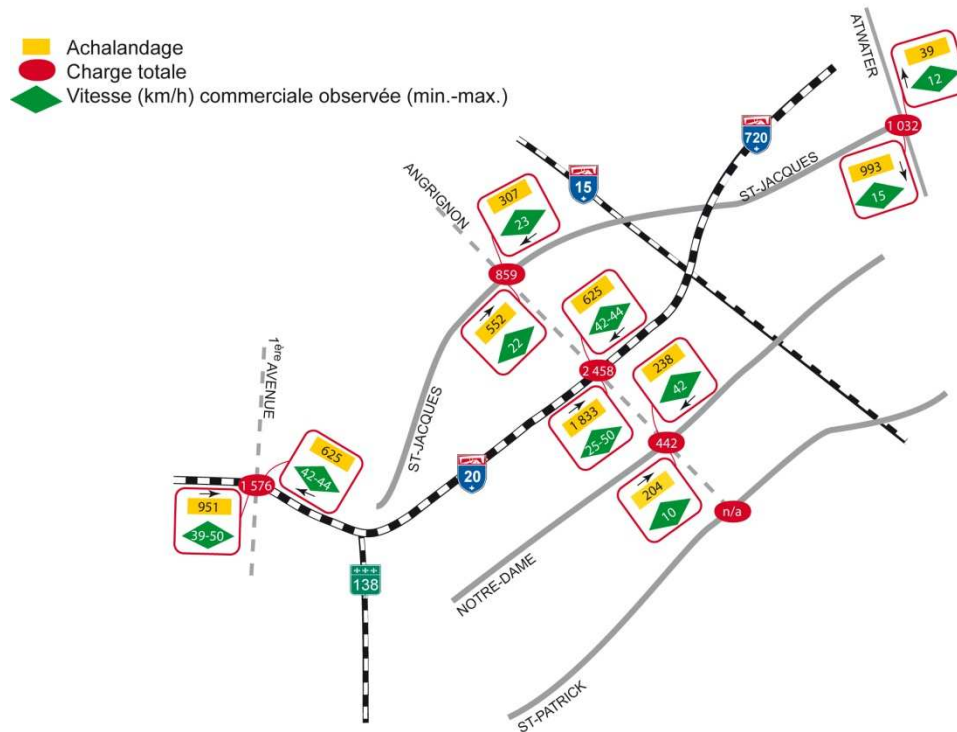 Achalandage
Charge totale
Vitesse (km/h) commerciale observée (min.-max.)
ATWATER
39
12
1 032
993
15
720
ST-JACQUES
15
ANGRIGNON
307
23
859
552
22
625
42-44
2 458
1 833
25-50
238
42
442
204
10
n/a
1ère AVENUE
ST-JACQUES
20
625
42-44
1 576
951
39-50
138
NOTRE-DAME
ST-PATRICK